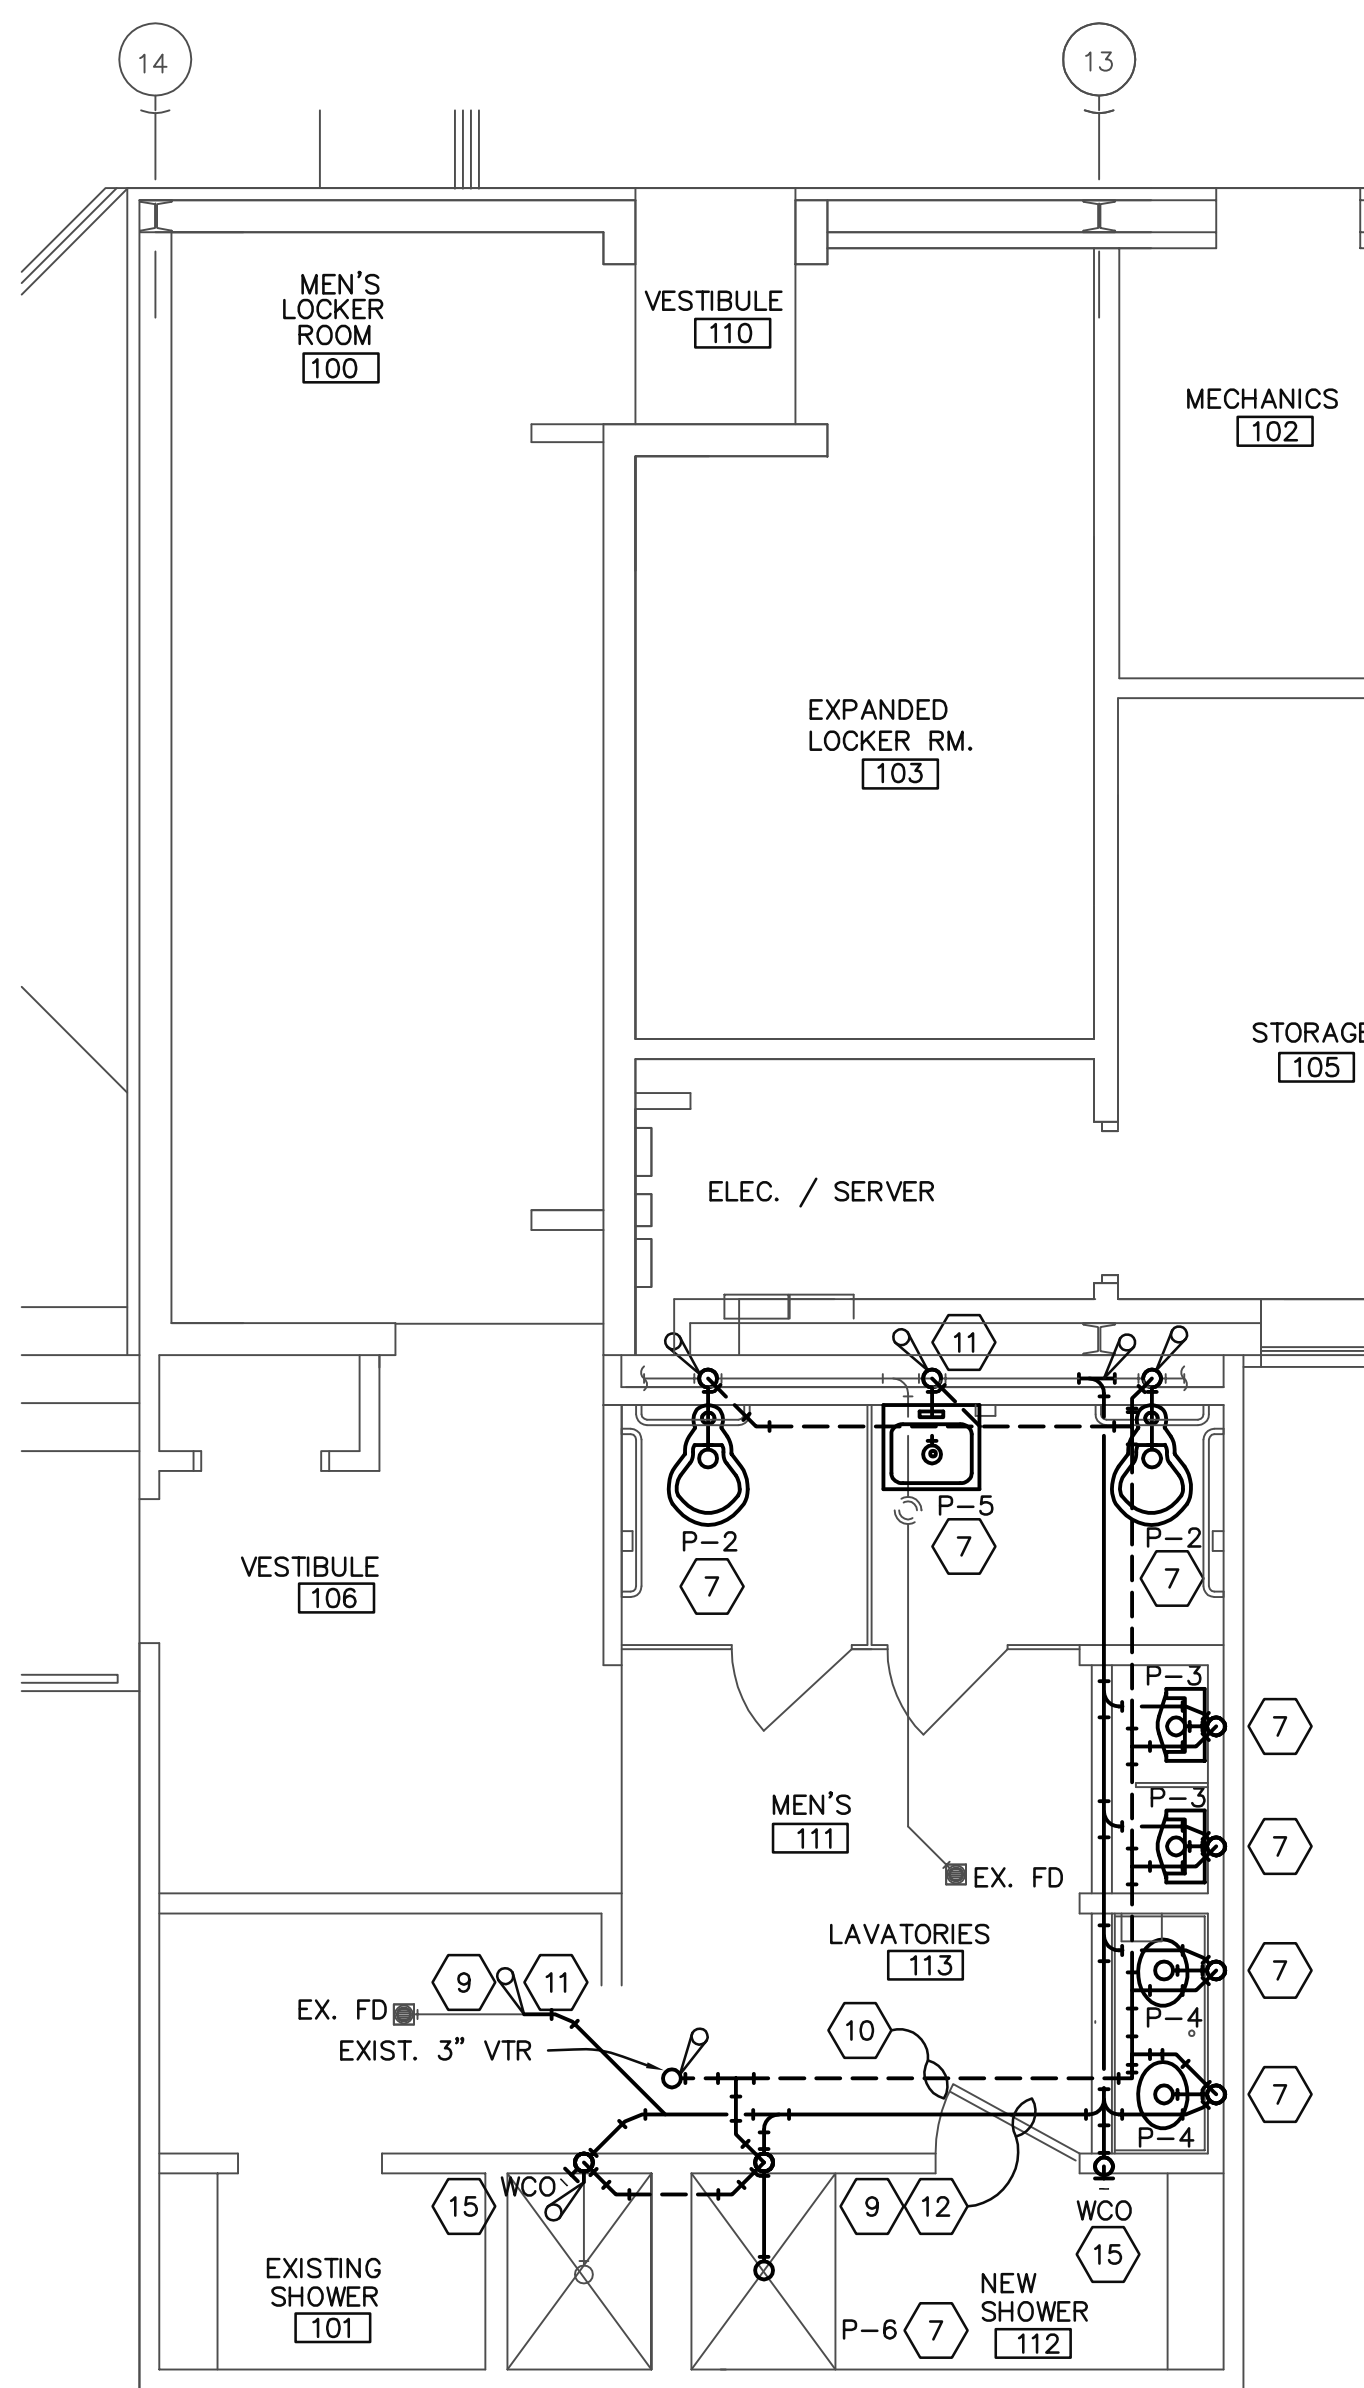 14
13
MEN'S
LOCKER
ROOM
100
VESTIBULE
110
MECHANICS
102
EXPANDED
LOCKER RM.
103
STORAGE
105
ELEC. / SERVER
11
P-5
7
P-2
7
P-2
7
VESTIBULE
106
P-3
7
P-3
7
MEN'S
111
EX. FD
LAVATORIES
113
7
P-4
9
11
EX. FD
EXIST. 3" VTR
10
7
P-4
WCO
15
9
12
WCO
15
EXISTING
SHOWER
101
P-6
7
NEW
SHOWER
112